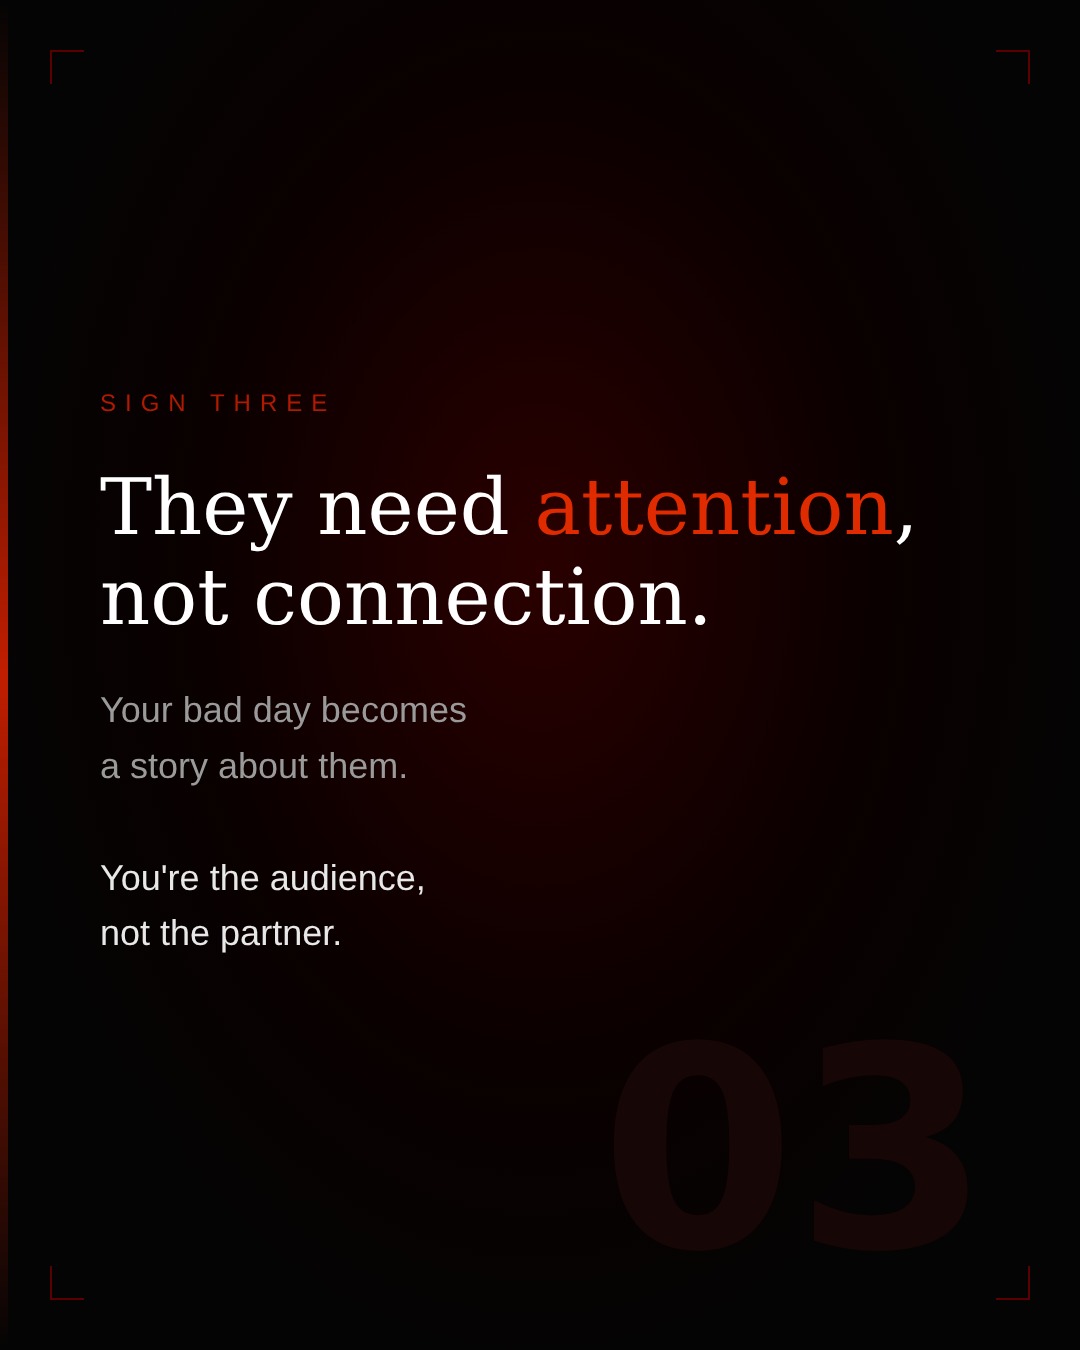 SIGN THREE
They need attention,
not connection.
Your bad day becomes
a story about them.
You're the audience,
not the partner.
03